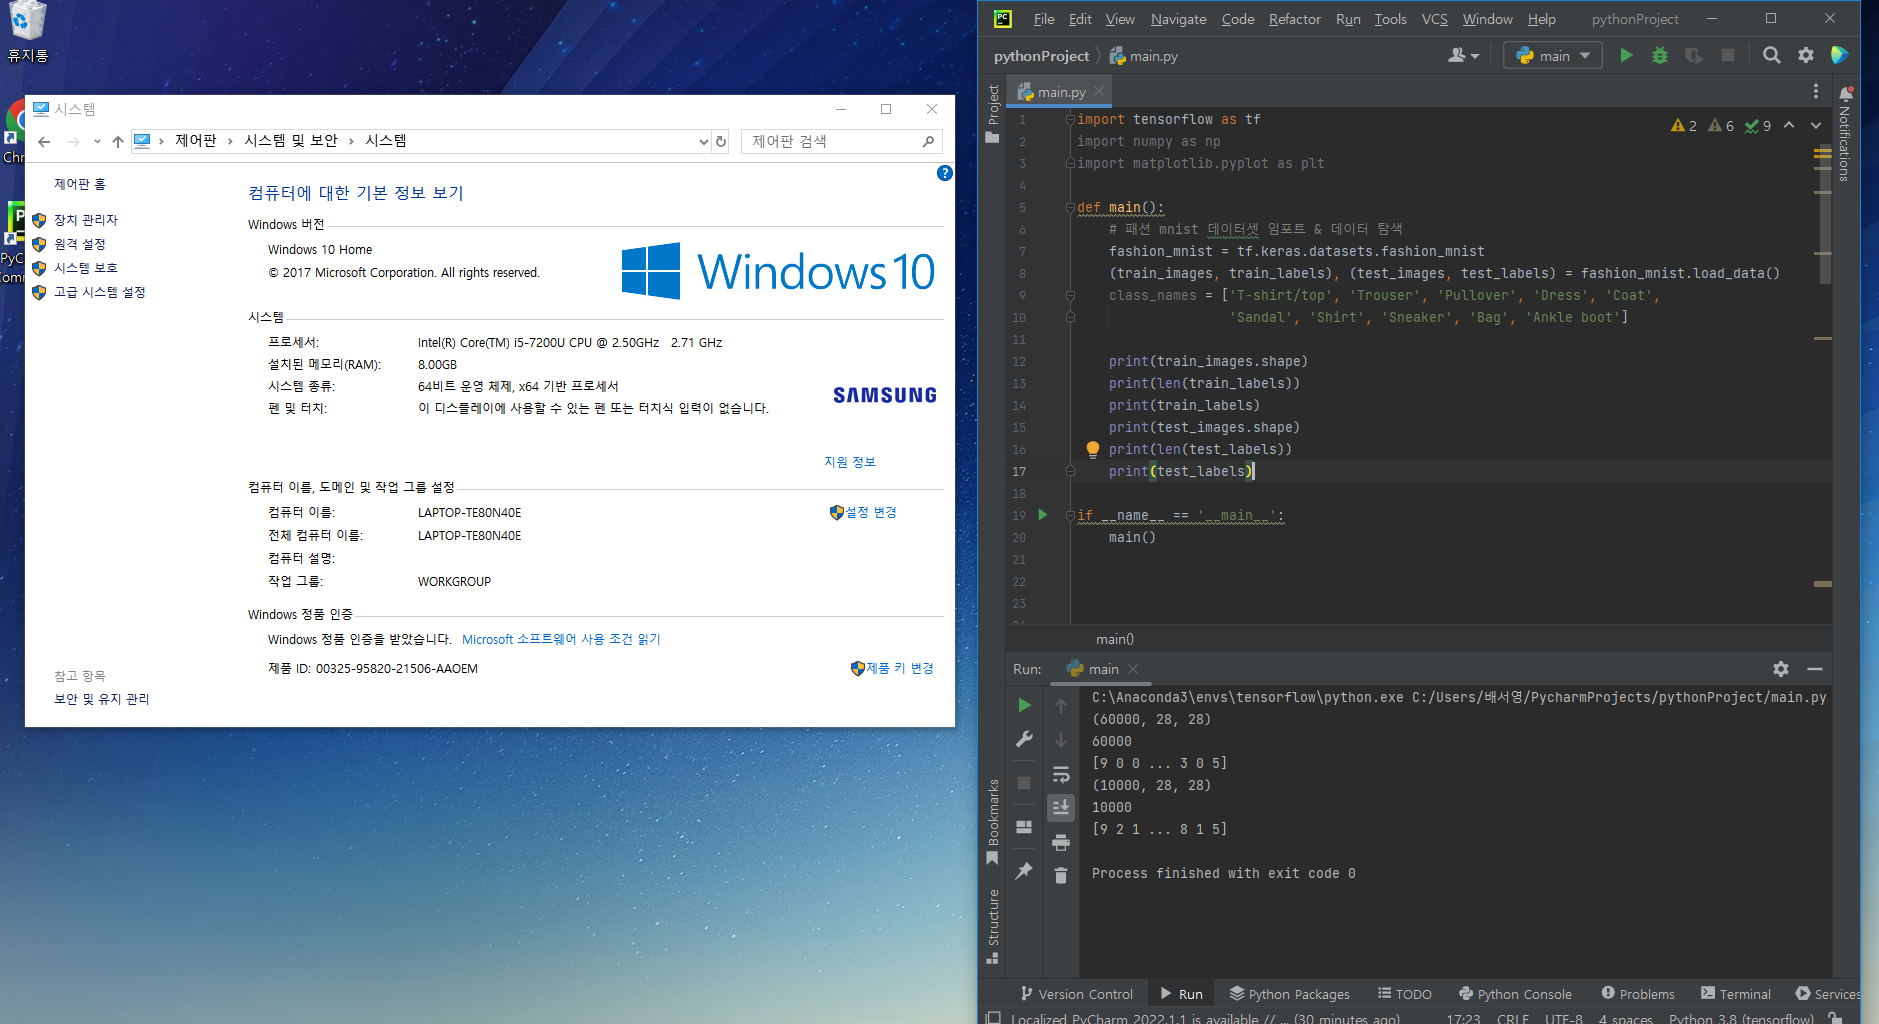 휴지통
시스템
제어판 › 시스템 및 보안 › 시스템
제어판 검색
제어판 홈
장치 관리자
원격 설정
시스템 보호
고급 시스템 설정
참고 항목
보안 및 유지 관리
컴퓨터에 대한 기본 정보 보기
Windows 버전
Windows 10 Home
© 2017 Microsoft Corporation. All rights reserved.
Windows 10
시스템
프로세서: Intel(R) Core(TM) i5-7200U CPU @ 2.50GHz 2.71 GHz
설치된 메모리(RAM): 8.00GB
시스템 종류: 64비트 운영 체제, x64 기반 프로세서
펜 및 터치: 이 디스플레이에 사용할 수 있는 펜 또는 터치식 입력이 없습니다.
SAMSUNG
지원 정보
컴퓨터 이름, 도메인 및 작업 그룹 설정
컴퓨터 이름: LAPTOP-TE80N40E
설정 변경
전체 컴퓨터 이름: LAPTOP-TE80N40E
컴퓨터 설명:
작업 그룹: WORKGROUP
Windows 정품 인증
Windows 정품 인증을 받았습니다. Microsoft 소프트웨어 사용 조건 읽기
제품 ID: 00325-95820-21506-AAOEM
제품 키 변경
PC File Edit View Navigate Code Refactor Run Tools VCS Window Help pythonProject
pythonProject › main.py
main
Project
main.py
Notifications
2 6 9
1 import tensorflow as tf
2 import numpy as np
3 import matplotlib.pyplot as plt
4
5 def main():
6 # 패션 mnist 데이터셋 임포트 & 데이터 탐색
7 fashion_mnist = tf.keras.datasets.fashion_mnist
8 (train_images, train_labels), (test_images, test_labels) = fashion_mnist.load_data()
9 class_names = ['T-shirt/top', 'Trouser', 'Pullover', 'Dress', 'Coat',
10 'Sandal', 'Shirt', 'Sneaker', 'Bag', 'Ankle boot']
11
12 print(train_images.shape)
13 print(len(train_labels))
14 print(train_labels)
15 print(test_images.shape)
16 print(len(test_labels))
17 print(test_labels)
18
19 if __name__ == '__main__':
20 main()
21
22
23
main()
Run: main
C:\Anaconda3\envs\tensorflow\python.exe C:/Users/배서영/PycharmProjects/pythonProject/main.py
(60000, 28, 28)
60000
[9 0 0 ... 3 0 5]
(10000, 28, 28)
10000
[9 2 1 ... 8 1 5]
Process finished with exit code 0
Bookmarks
Structure
Version Control Run Python Packages TODO Python Console Problems Terminal Services
Localized PyCharm 2022.1.1 is available // ... (30 minutes ago) 17:23 CRLF UTF-8 4 spaces Python 3.8 (tensorflow)